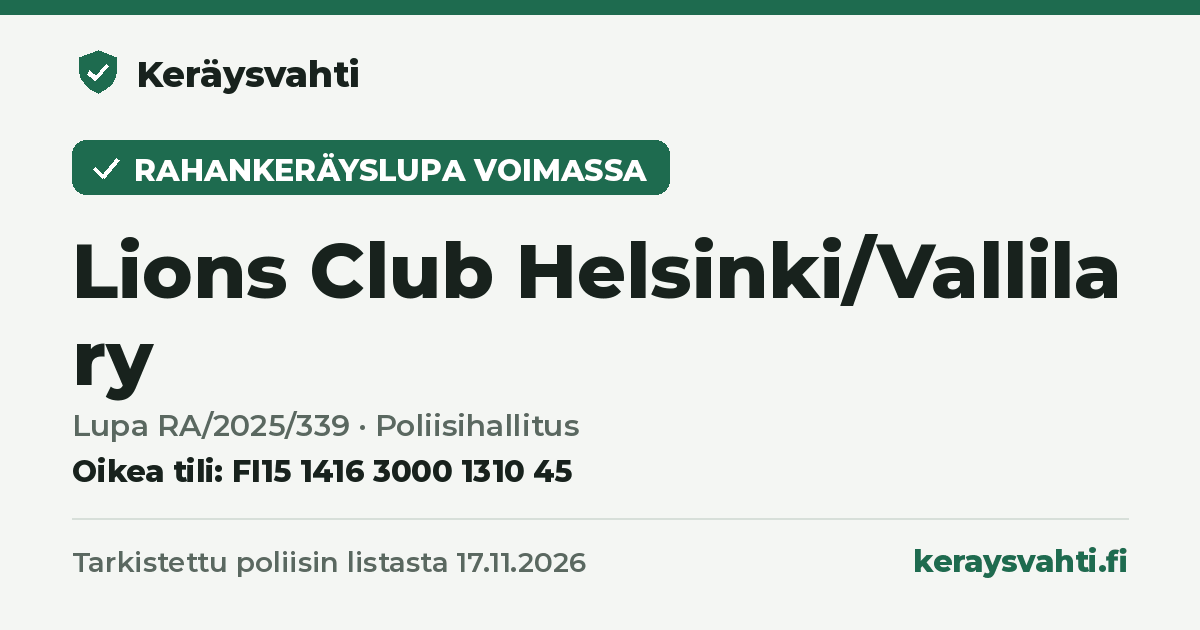 Keräysvahti
RAHANKERÄYSLUPA VOIMASSA
Lions Club Helsinki/Vallila
ry
Lupa RA/2025/339 · Poliisihallitus
Oikea tili: FI15 1416 3000 1310 45
Tarkistettu poliisin listasta 17.11.2026
keraysvahti.fi